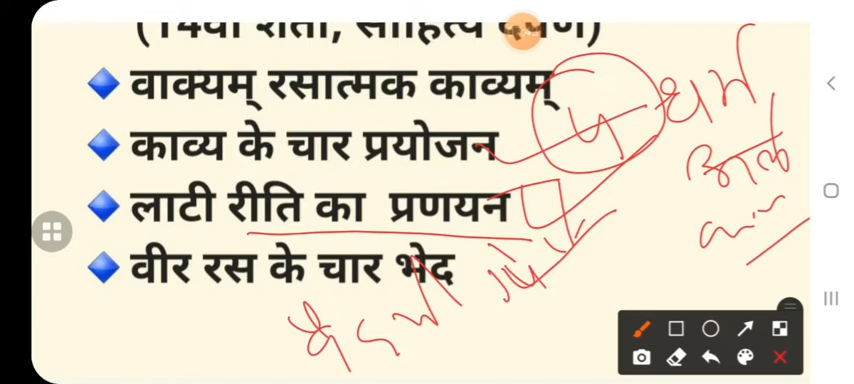 (14वी शती, साहित्य दर्पण)
वाक्यम् रसात्मक काव्यम्
काव्य के चार प्रयोजन
लाटी रीति का प्रणयन
वीर रस के चार भेद
धर्म
अर्थ
काम